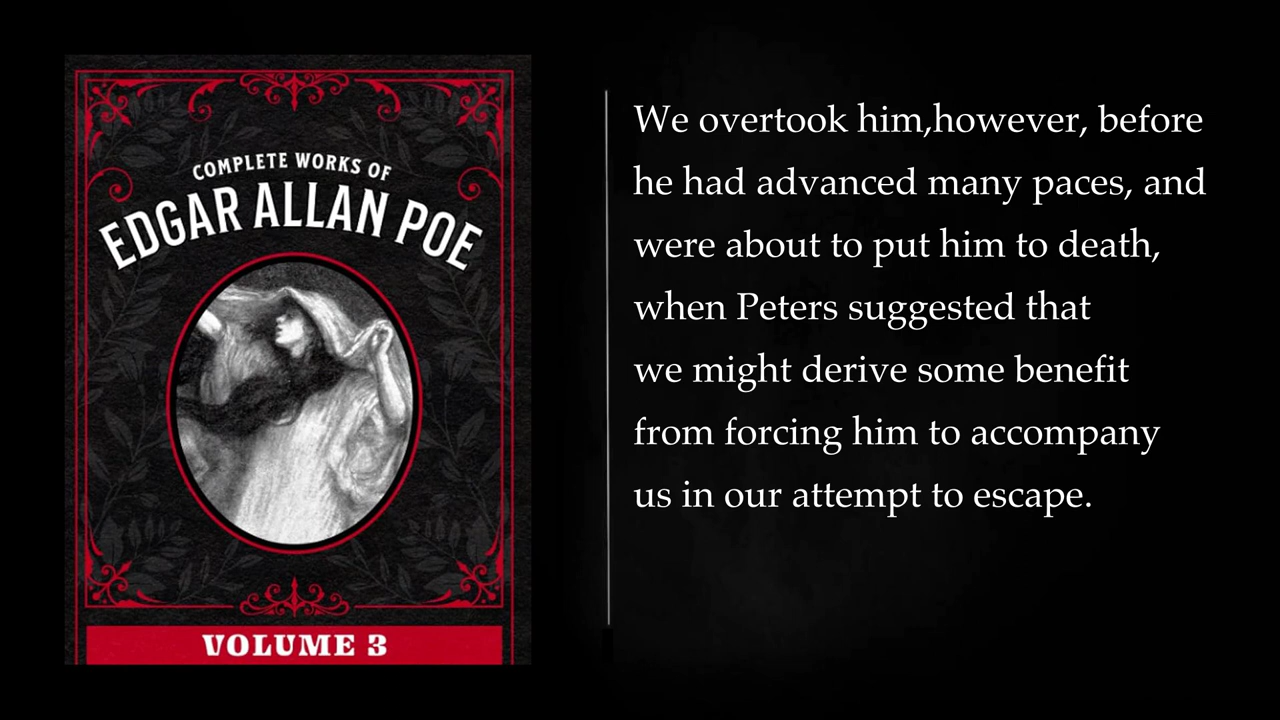 COMPLETE WORKS OF
EDGAR ALLAN POE
VOLUME 3
We overtook him,however, before
he had advanced many paces, and
were about to put him to death,
when Peters suggested that
we might derive some benefit
from forcing him to accompany
us in our attempt to escape.